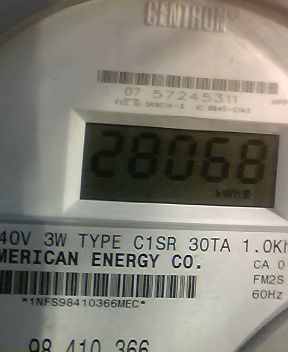 CENTRON®
07 57245311
28068
kWh
40V 3W TYPE C1SR 30TA 1.0Kh
MERICAN ENERGY CO.
CA 0
FM2S
60Hz
*1NFS98410366MEC*
98 410 366